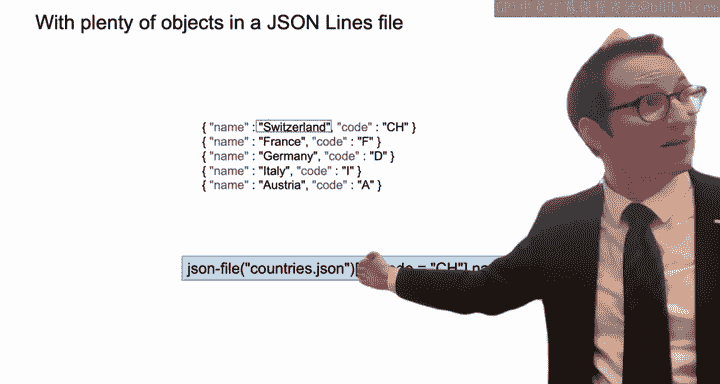 With plenty of objects in a JSON Lines file
{ "name" : "Switzerland", "code" : "CH" }
{ "name" : "France", "code" : "F" }
{ "name" : "Germany", "code" : "D" }
{ "name" : "Italy", "code" : "I" }
{ "name" : "Austria", "code" : "A" }
json-file("countries.json")[ = "CH"]